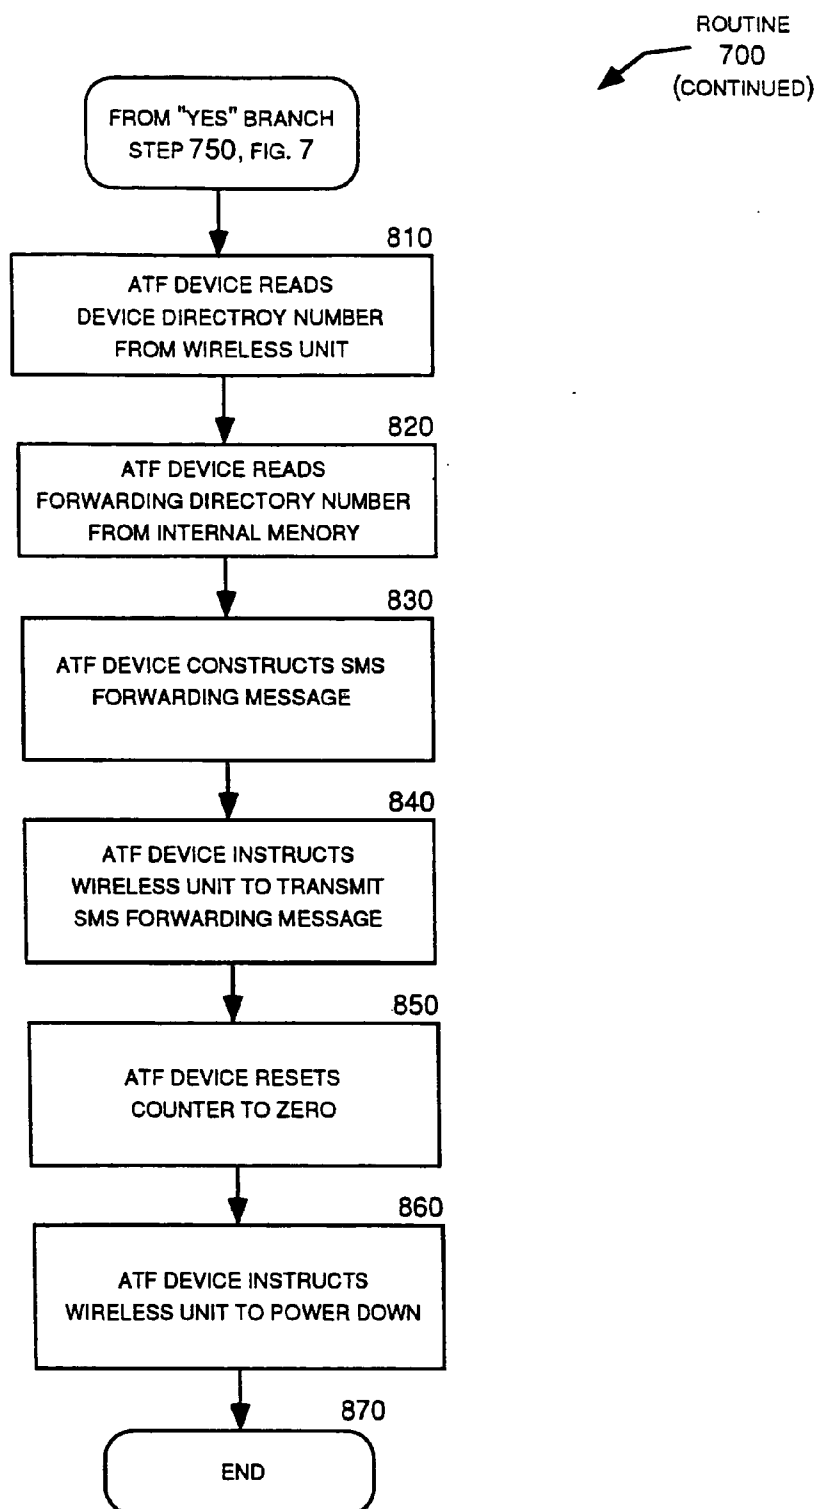 ROUTINE
700
(CONTINUED)
FROM "YES" BRANCH
STEP 750, FIG. 7
810
ATF DEVICE READS
DEVICE DIRECTROY NUMBER
FROM WIRELESS UNIT
820
ATF DEVICE READS
FORWARDING DIRECTORY NUMBER
FROM INTERNAL MENORY
830
ATF DEVICE CONSTRUCTS SMS
FORWARDING MESSAGE
840
ATF DEVICE INSTRUCTS
WIRELESS UNIT TO TRANSMIT
SMS FORWARDING MESSAGE
850
ATF DEVICE RESETS
COUNTER TO ZERO
860
ATF DEVICE INSTRUCTS
WIRELESS UNIT TO POWER DOWN
870
END